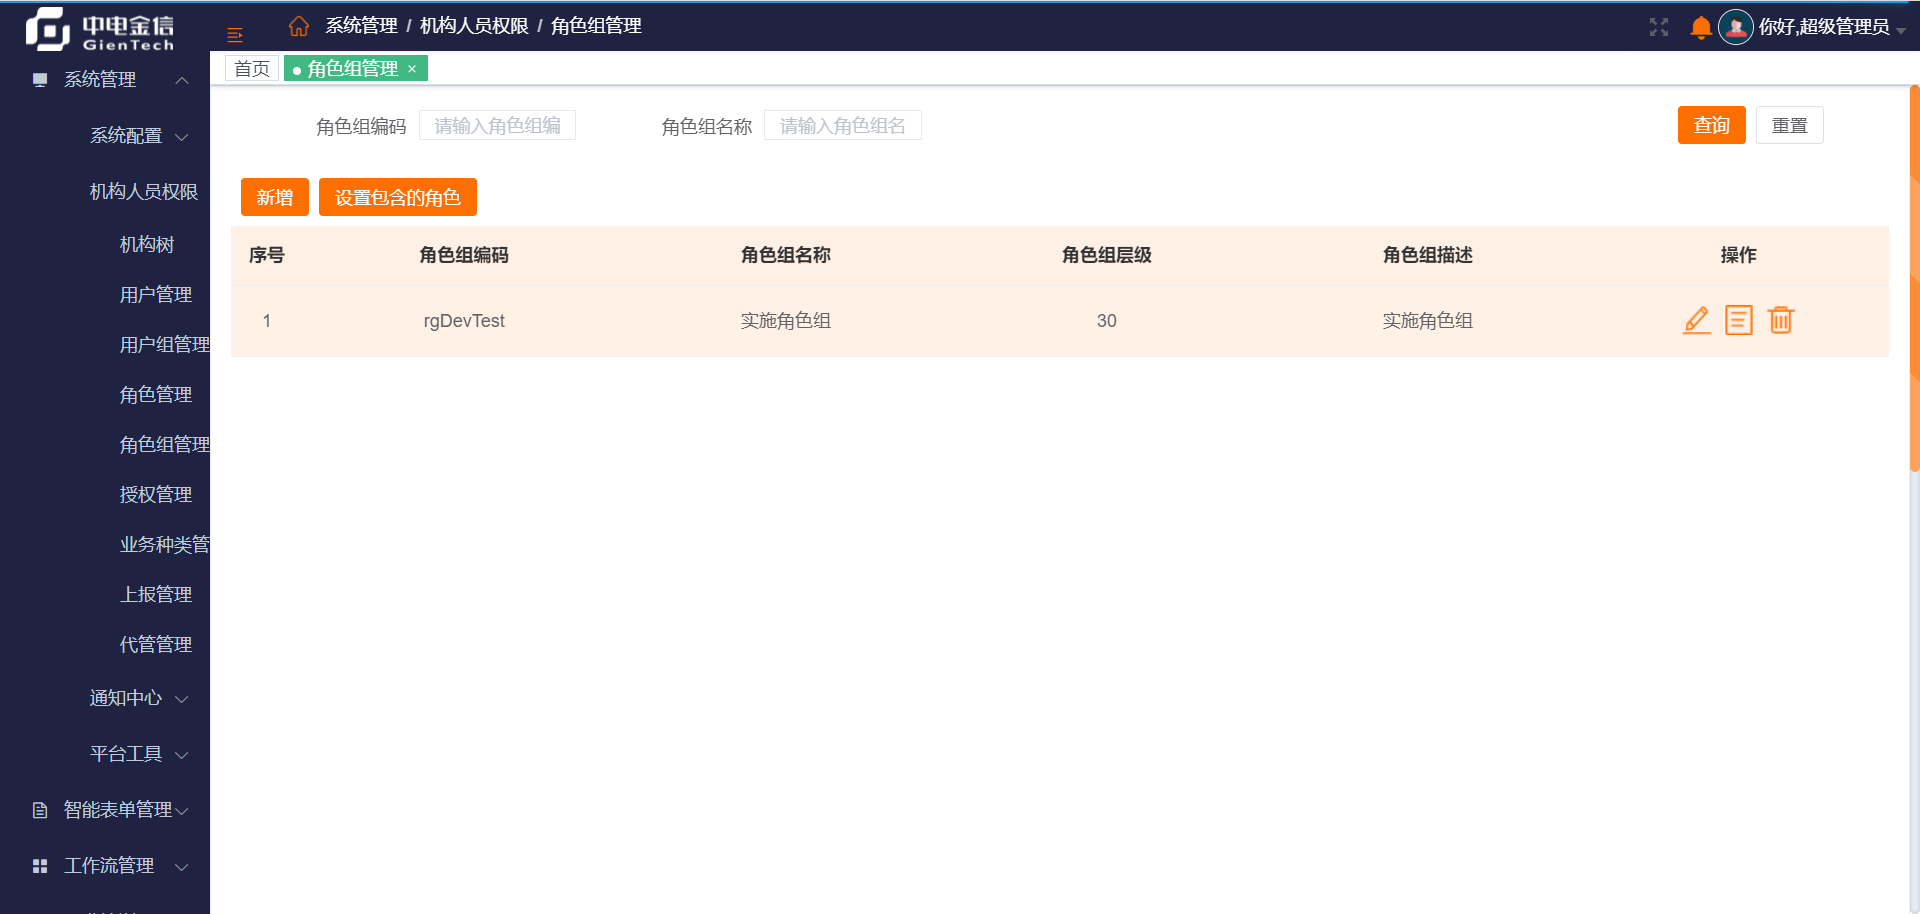 中电金信
GienTech
系统管理 / 机构人员权限 / 角色组管理
你好,超级管理员
首页
角色组管理 ×
系统管理
系统配置
机构人员权限
机构树
用户管理
用户组管理
角色管理
角色组管理
授权管理
业务种类管
上报管理
代管管理
通知中心
平台工具
智能表单管理
工作流管理
角色组编码 请输入角色组编
角色组名称 请输入角色组名
查询 重置
新增 设置包含的角色
序号 角色组编码 角色组名称 角色组层级 角色组描述 操作
1 rgDevTest 实施角色组 30 实施角色组